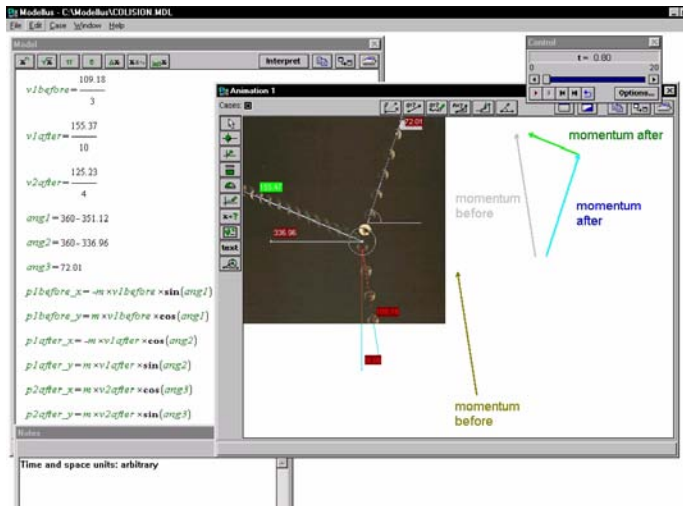 Modellus - C:\Modellus\COLISION.MDL
File Edit Case Window Help
Model
Interpret
v1before = 109.18 / 3
v1after = 155.37 / 10
v2after = 125.23 / 4
ang1 = 360-351.12
ang2 = 360-336.96
ang3 = 72.01
p1before_x = -m × v1before × sin(ang1)
p1before_y = m × v1before × cos(ang1)
p1after_x = -m × v1after × cos(ang2)
p1after_y = m × v1after × sin(ang2)
p2after_x = m × v2after × cos(ang3)
p2after_y = m × v2after × sin(ang3)
Notes
Time and space units: arbitrary
Control
t = 0.80
0 20
Options...
Animation 1
Cases:
x=?
text
72.01
336.96
momentum after
momentum
before
momentum
after
momentum
before